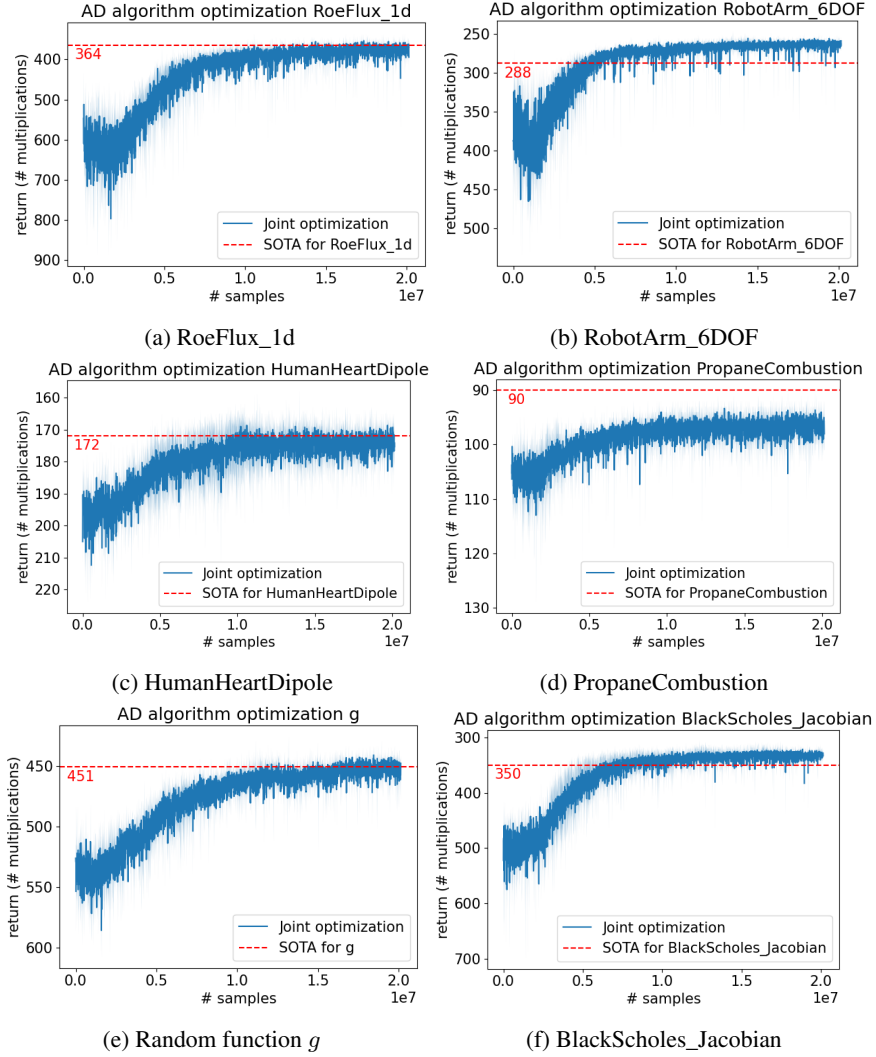 AD algorithm optimization RoeFlux_1d
return (# multiplications)
400
500
600
700
800
900
364
Joint optimization
SOTA for RoeFlux_1d
0.0 0.5 1.0 1.5 2.0
1e7
# samples
(a) RoeFlux_1d
AD algorithm optimization RobotArm_6DOF
return (# multiplications)
250
300
350
400
450
500
288
Joint optimization
SOTA for RobotArm_6DOF
0.0 0.5 1.0 1.5 2.0
1e7
# samples
(b) RobotArm_6DOF
AD algorithm optimization HumanHeartDipole
return (# multiplications)
160
170
180
190
200
210
220
172
Joint optimization
SOTA for HumanHeartDipole
0.0 0.5 1.0 1.5 2.0
1e7
# samples
(c) HumanHeartDipole
AD algorithm optimization PropaneCombustion
return (# multiplications)
90
100
110
120
130
90
Joint optimization
SOTA for PropaneCombustion
0.0 0.5 1.0 1.5 2.0
1e7
# samples
(d) PropaneCombustion
AD algorithm optimization g
return (# multiplications)
450
500
550
600
451
Joint optimization
SOTA for g
0.0 0.5 1.0 1.5 2.0
1e7
# samples
(e) Random function g
AD algorithm optimization BlackScholes_Jacobian
return (# multiplications)
300
400
500
600
700
350
Joint optimization
SOTA for BlackScholes_Jacobian
0.0 0.5 1.0 1.5 2.0
1e7
# samples
(f) BlackScholes_Jacobian